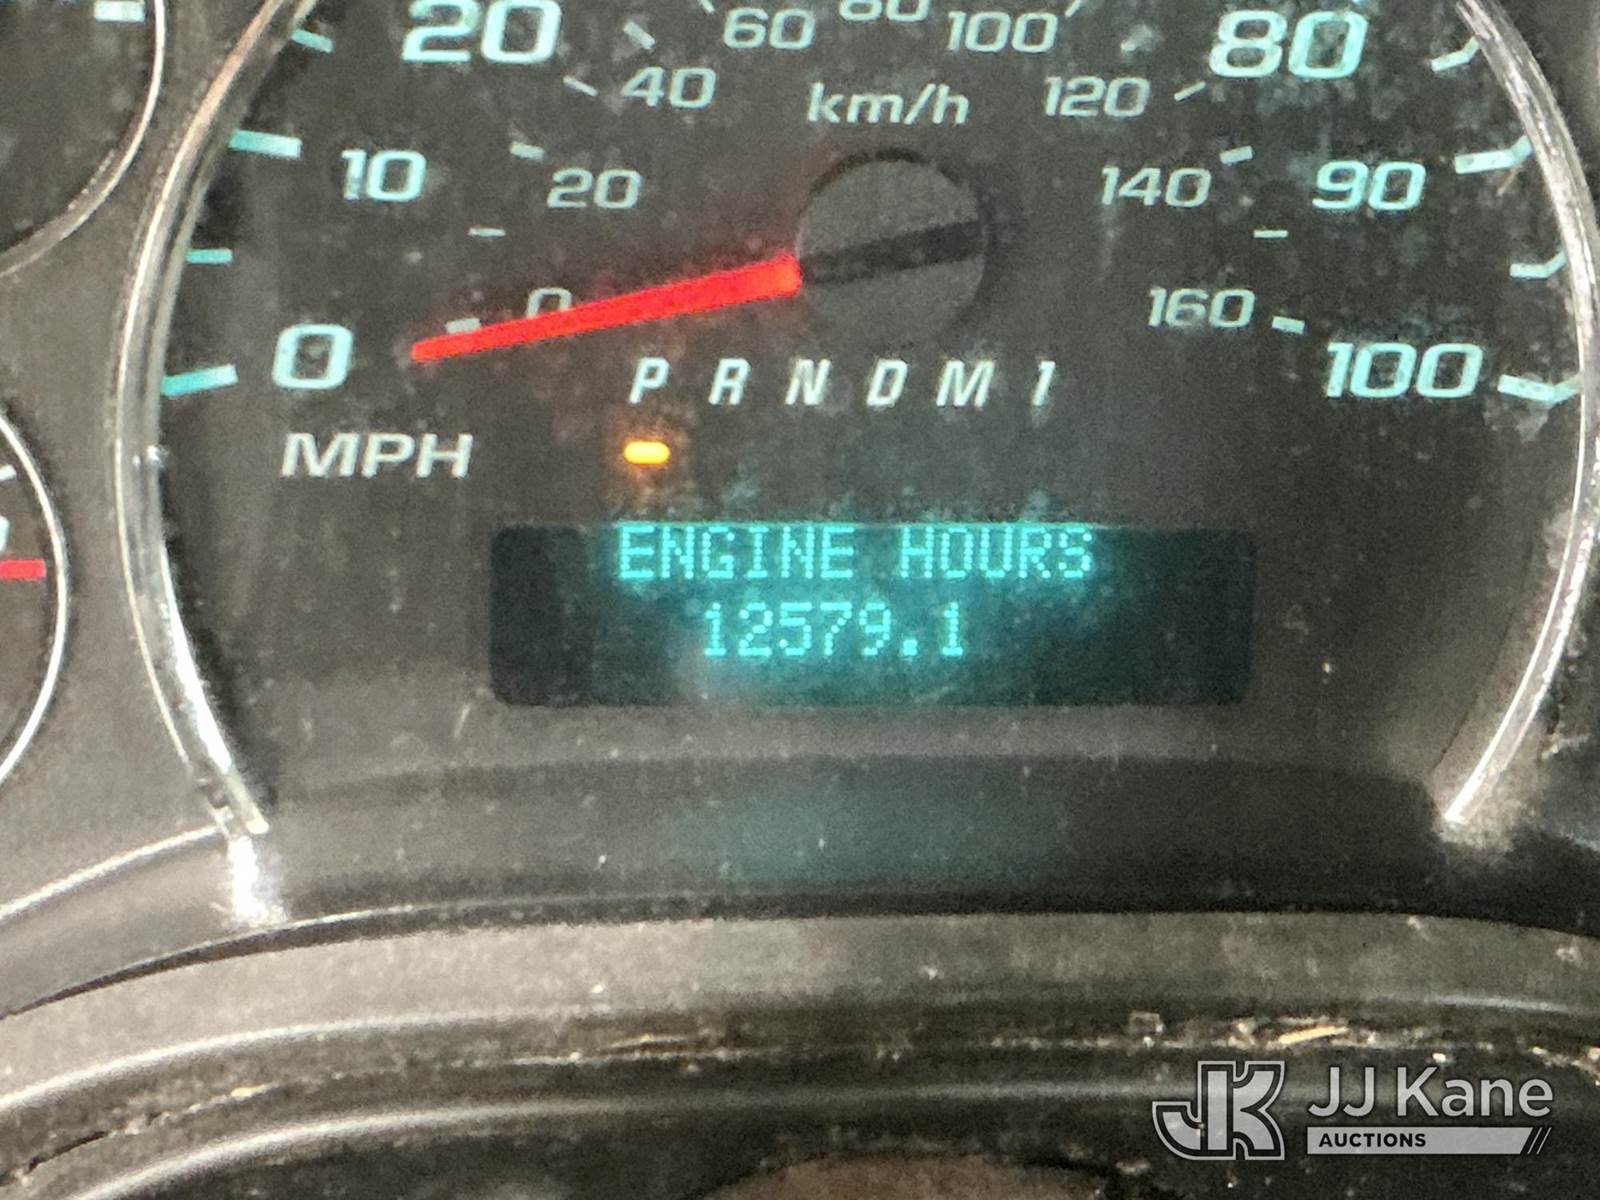 20 60 80 100 80
40 km/h 120
10 20 140 90
0 0 160 100
P R N D M 1
MPH
ENGINE HOURS
12579.1
JK JJ Kane
AUCTIONS